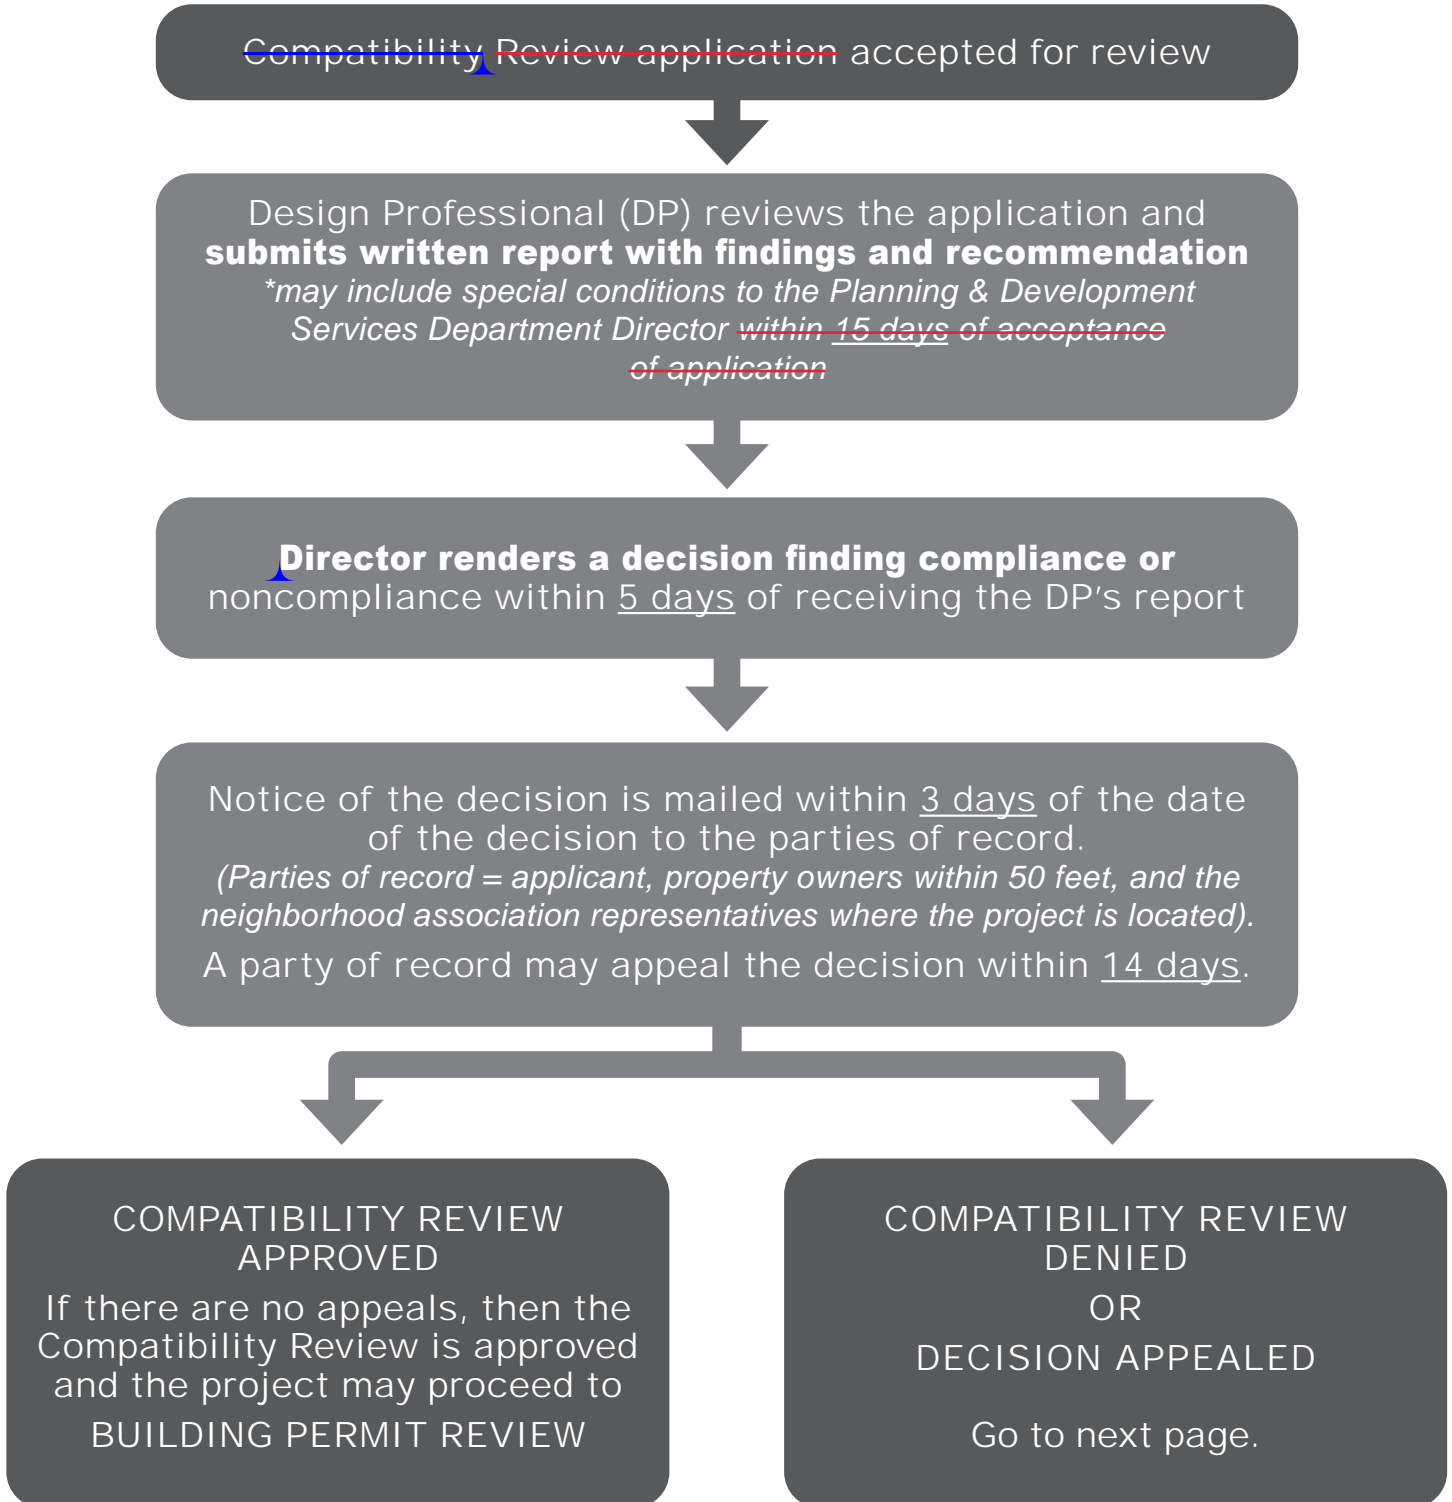 Compatibility Review application accepted for review
Design Professional (DP) reviews the application and
submits written report with findings and recommendation
*may include special conditions to the Planning & Development
Services Department Director within 15 days of acceptance
of application
Director renders a decision finding compliance or
noncompliance within 5 days of receiving the DP's report
Notice of the decision is mailed within 3 days of the date
of the decision to the parties of record.
(Parties of record = applicant, property owners within 50 feet, and the
neighborhood association representatives where the project is located).
A party of record may appeal the decision within 14 days.
COMPATIBILITY REVIEW
APPROVED
If there are no appeals, then the
Compatibility Review is approved
and the project may proceed to
BUILDING PERMIT REVIEW
COMPATIBILITY REVIEW
DENIED
OR
DECISION APPEALED
Go to next page.